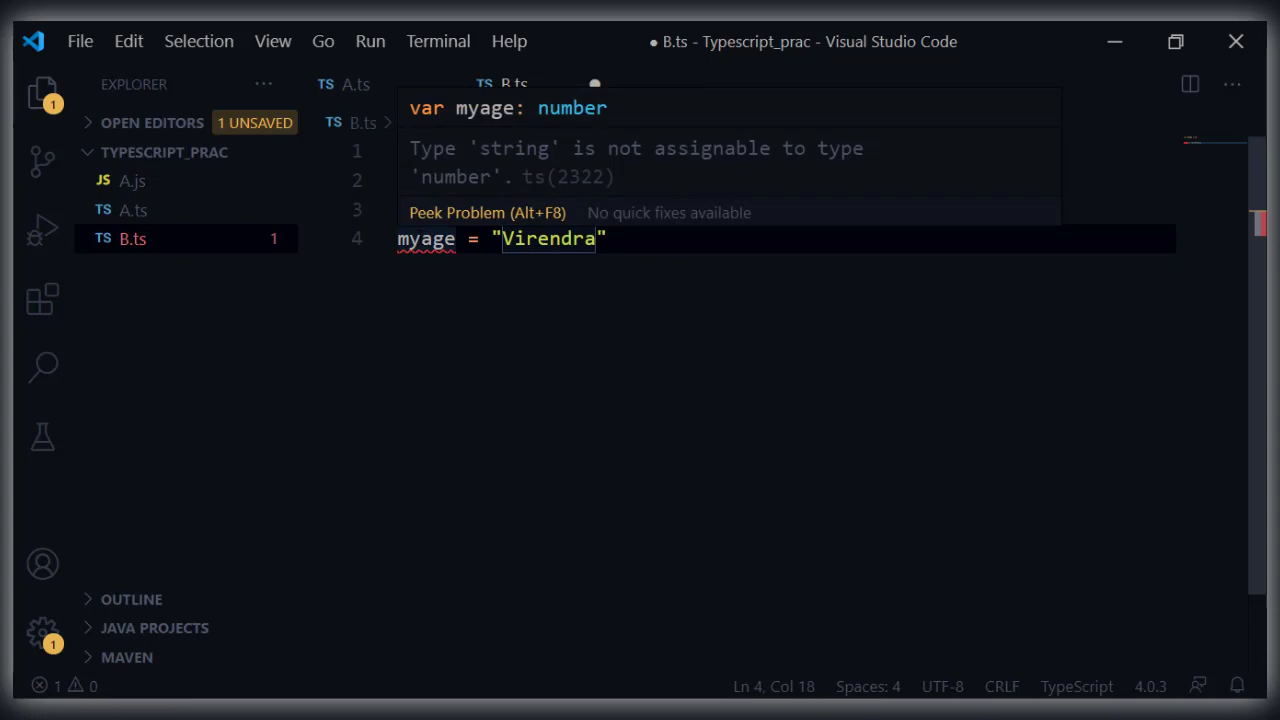 File Edit Selection View Go Run Terminal Help ● B.ts - Typescript_prac - Visual Studio Code
EXPLORER ··· TS A.ts TS B.ts ···
1
OPEN EDITORS 1 UNSAVED TS B.ts
TYPESCRIPT_PRAC
JS A.js
TS A.ts
TS B.ts 1
var myage: number
Type 'string' is not assignable to type
'number'. ts(2322)
Peek Problem (Alt+F8) No quick fixes available
1
2
3
4 myage = "Virendra"
OUTLINE
JAVA PROJECTS
1
MAVEN
1 0 Ln 4, Col 18 Spaces: 4 UTF-8 CRLF TypeScript 4.0.3